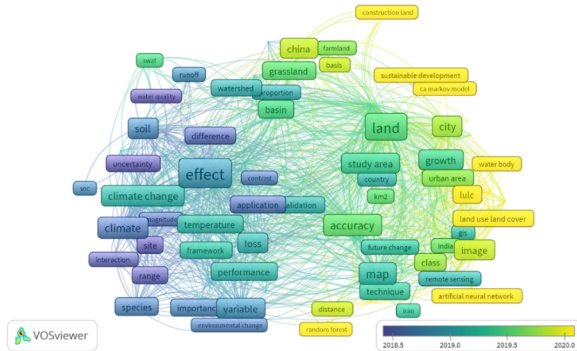 construction land
china
farmland
swat
grassland
basis
runoff
sustainable development
watershed
proportion
ca markov model
water quality
basin
soil
difference
land
city
uncertainty
study area
growth
water body
effect
contrast
country
urban area
soc
climate change
km2
lulc
application
validation
magnitude
land use land cover
climate
temperature
accuracy
gis
site
loss
future change
india
image
framework
interaction
class
range
performance
map
remote sensing
technique
artificial neural network
species
importance
variable
distance
iran
environmental change
random forest
VOSviewer
2018.5 2019.0 2019.5 2020.0